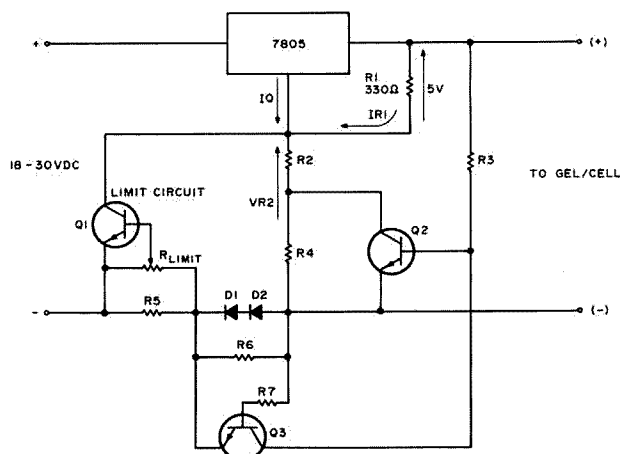 7805
+
(+)
R1
330Ω
5V
IQ
IR1
R2
R3
18-30VDC
TO GEL/CELL
LIMIT CIRCUIT
VR2
Q1
Q2
RLIMIT
R4
D1 D2
-
R5
(-)
R6
R7
Q3